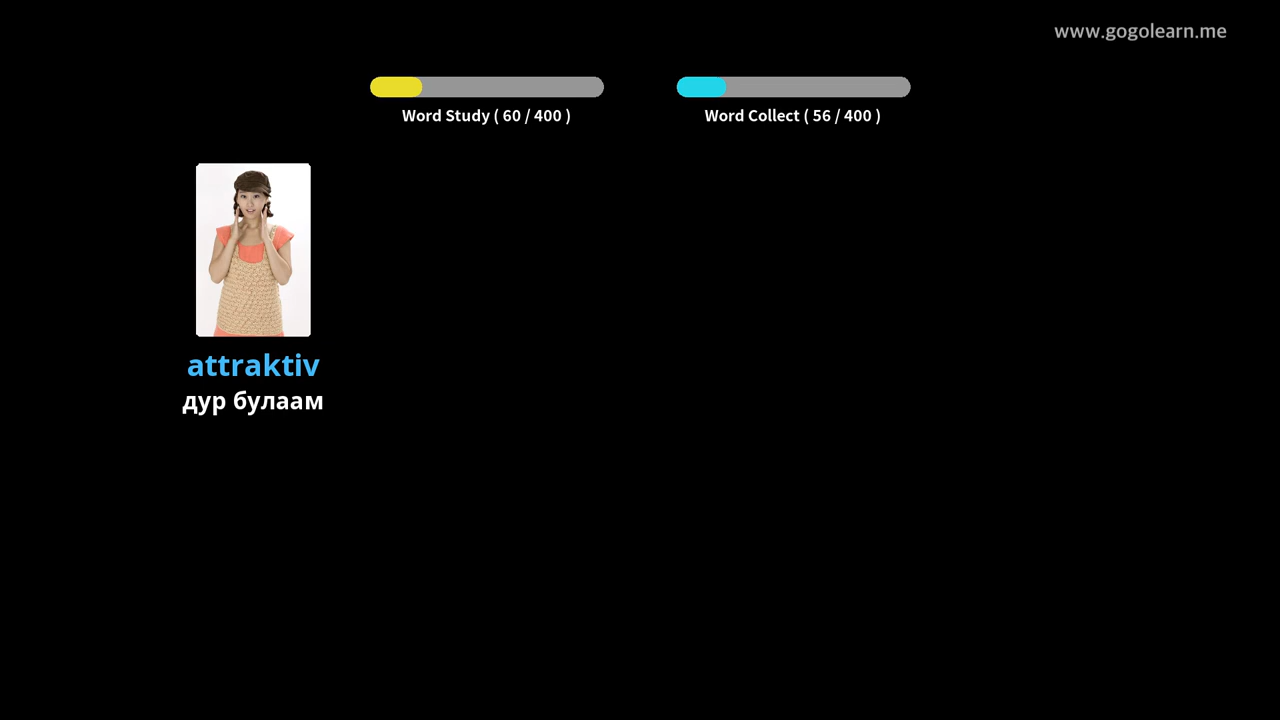 www.gogolearn.me
Word Study ( 60 / 400 )
Word Collect ( 56 / 400 )
attraktiv
дур булаам